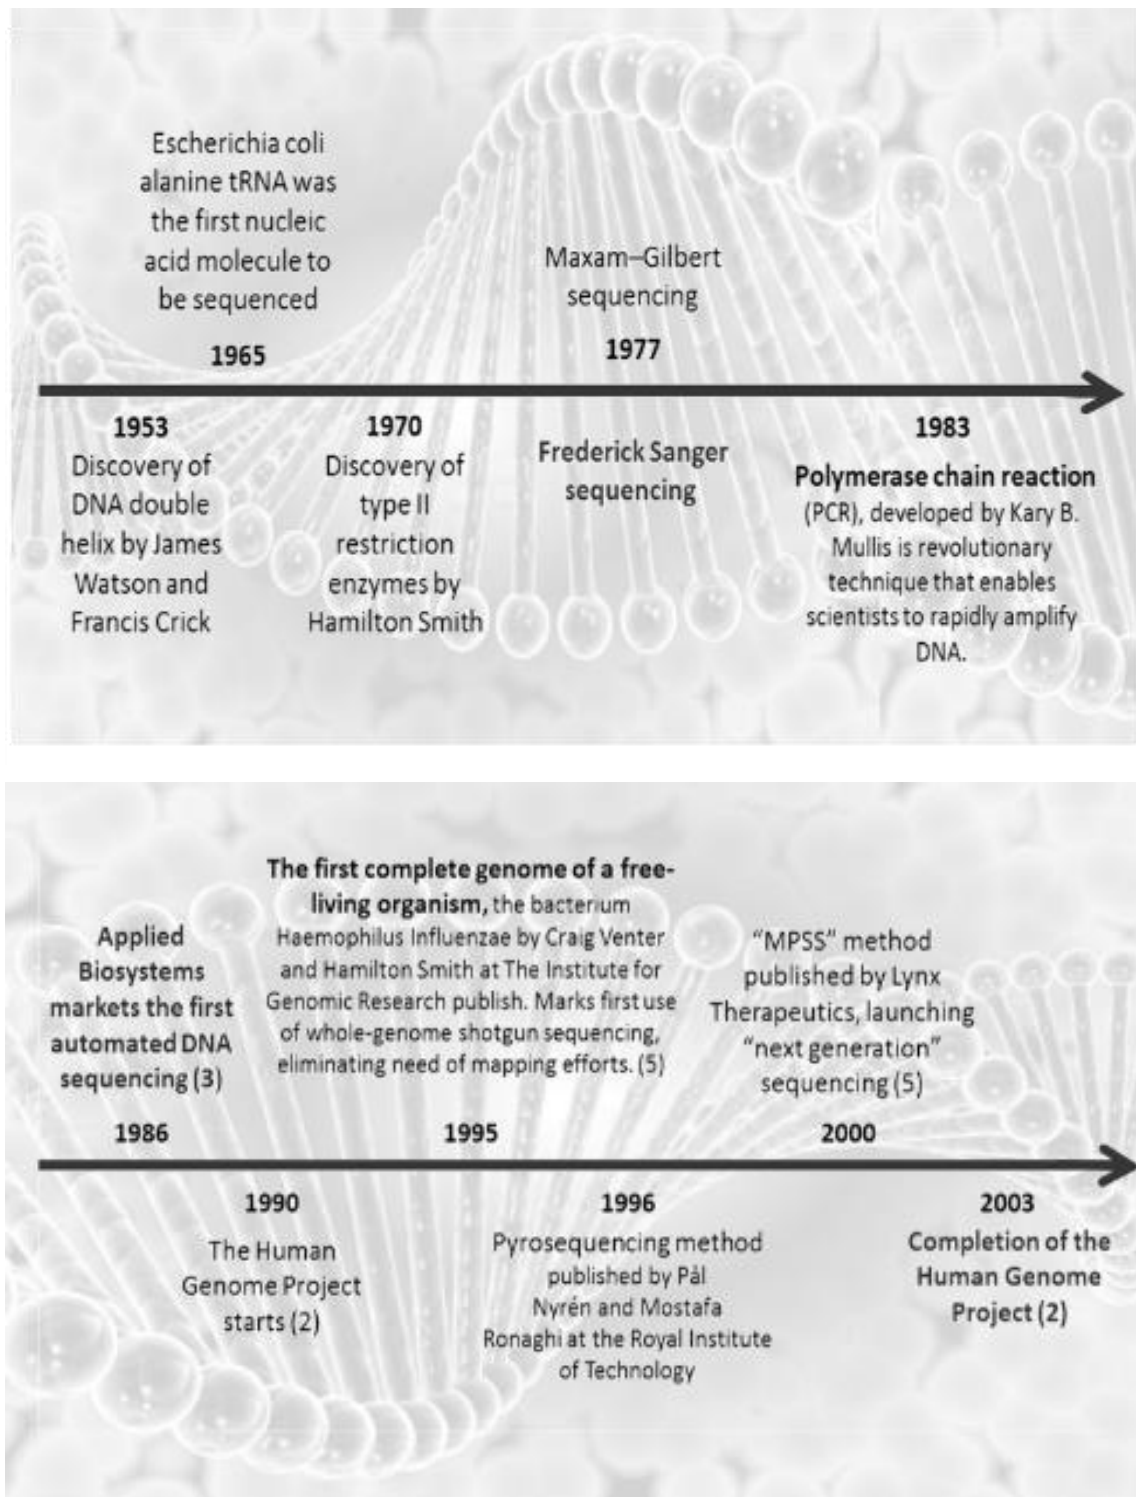 Escherichia coli
alanine tRNA was
the first nucleic
acid molecule to
be sequenced
1965
Maxam–Gilbert
sequencing
1977
1953
Discovery of
DNA double
helix by James
Watson and
Francis Crick
1970
Discovery of
type II
restriction
enzymes by
Hamilton Smith
Frederick Sanger
sequencing
1983
Polymerase chain reaction
(PCR), developed by Kary B.
Mullis is revolutionary
technique that enables
scientists to rapidly amplify
DNA.
Applied
Biosystems
markets the first
automated DNA
sequencing (3)
1986
The first complete genome of a free-
living organism, the bacterium
Haemophilus Influenzae by Craig Venter
and Hamilton Smith at The Institute for
Genomic Research publish. Marks first use
of whole-genome shotgun sequencing,
eliminating need of mapping efforts. (5)
1995
“MPSS” method
published by Lynx
Therapeutics, launching
“next generation”
sequencing (5)
2000
1990
The Human
Genome Project
starts (2)
1996
Pyrosequencing method
published by Pål
Nyrén and Mostafa
Ronaghi at the Royal Institute
of Technology
2003
Completion of the
Human Genome
Project (2)